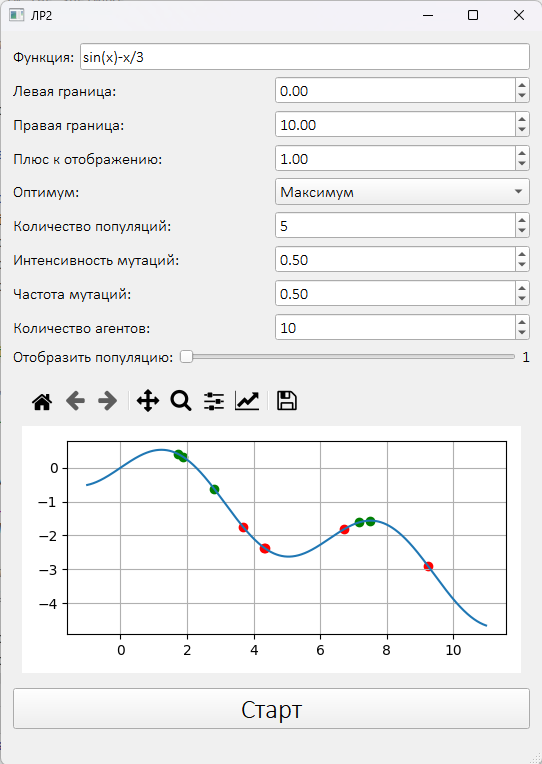 ЛР2
Функция: sin(x)-x/3
Левая граница: 0.00
Правая граница: 10.00
Плюс к отображению: 1.00
Оптимум: Максимум
Количество популяций: 5
Интенсивность мутаций: 0.50
Частота мутаций: 0.50
Количество агентов: 10
Отобразить популяцию: 1
0
−1
−2
−3
−4
0 2 4 6 8 10
Старт